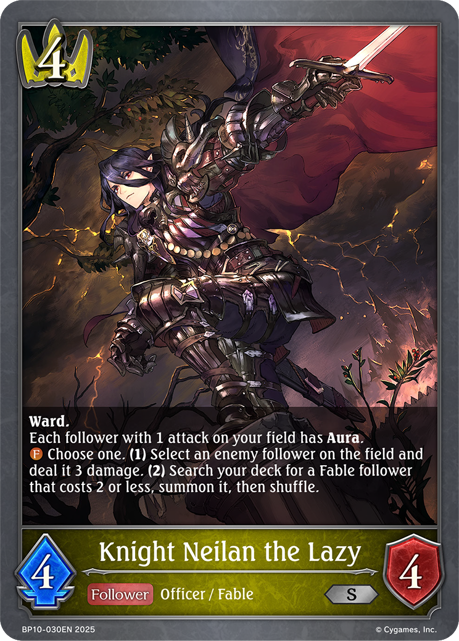 4
Ward.
Each follower with 1 attack on your field has Aura.
F Choose one. (1) Select an enemy follower on the field and
deal it 3 damage. (2) Search your deck for a Fable follower
that costs 2 or less, summon it, then shuffle.
Knight Neilan the Lazy
4
Follower Officer / Fable S
4
BP10-030EN 2025 © Cygames, Inc.